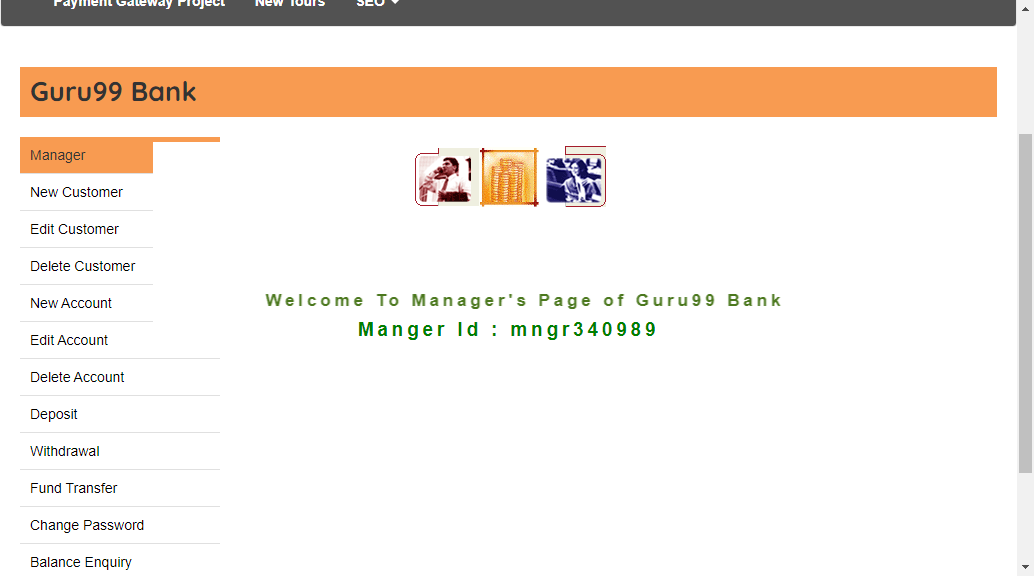 Payment Gateway Project New Tours SEO
Guru99 Bank
Manager
New Customer
Edit Customer
Delete Customer
New Account
Edit Account
Delete Account
Deposit
Withdrawal
Fund Transfer
Change Password
Balance Enquiry
Welcome To Manager's Page of Guru99 Bank
Manger Id : mngr340989